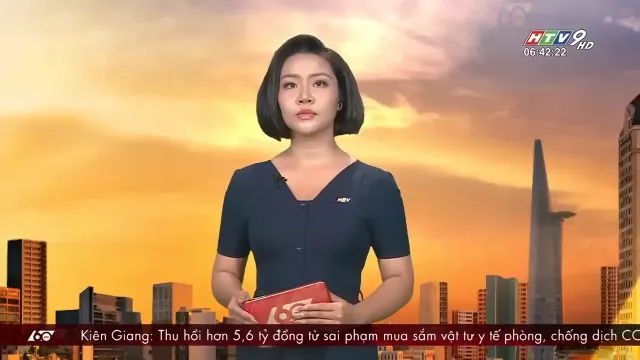 HTV9 HD
06:42:22
HTV
60
60 Kiên Giang: Thu hồi hơn 5,6 tỷ đồng từ sai phạm mua sắm vật tư y tế phòng, chống dịch CO